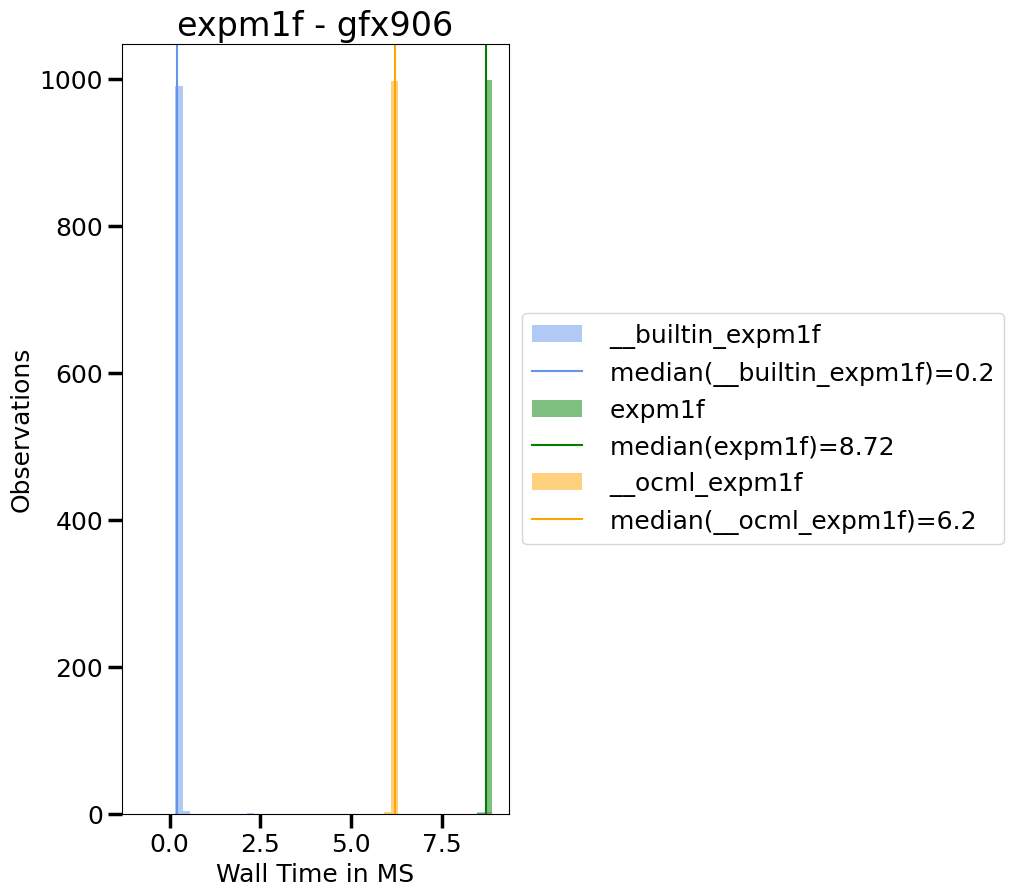 expm1f - gfx906
1000
800
600
400
200
0
Observations
0.0 2.5 5.0 7.5
Wall Time in MS
__builtin_expm1f
median(__builtin_expm1f)=0.2
expm1f
median(expm1f)=8.72
__ocml_expm1f
median(__ocml_expm1f)=6.2